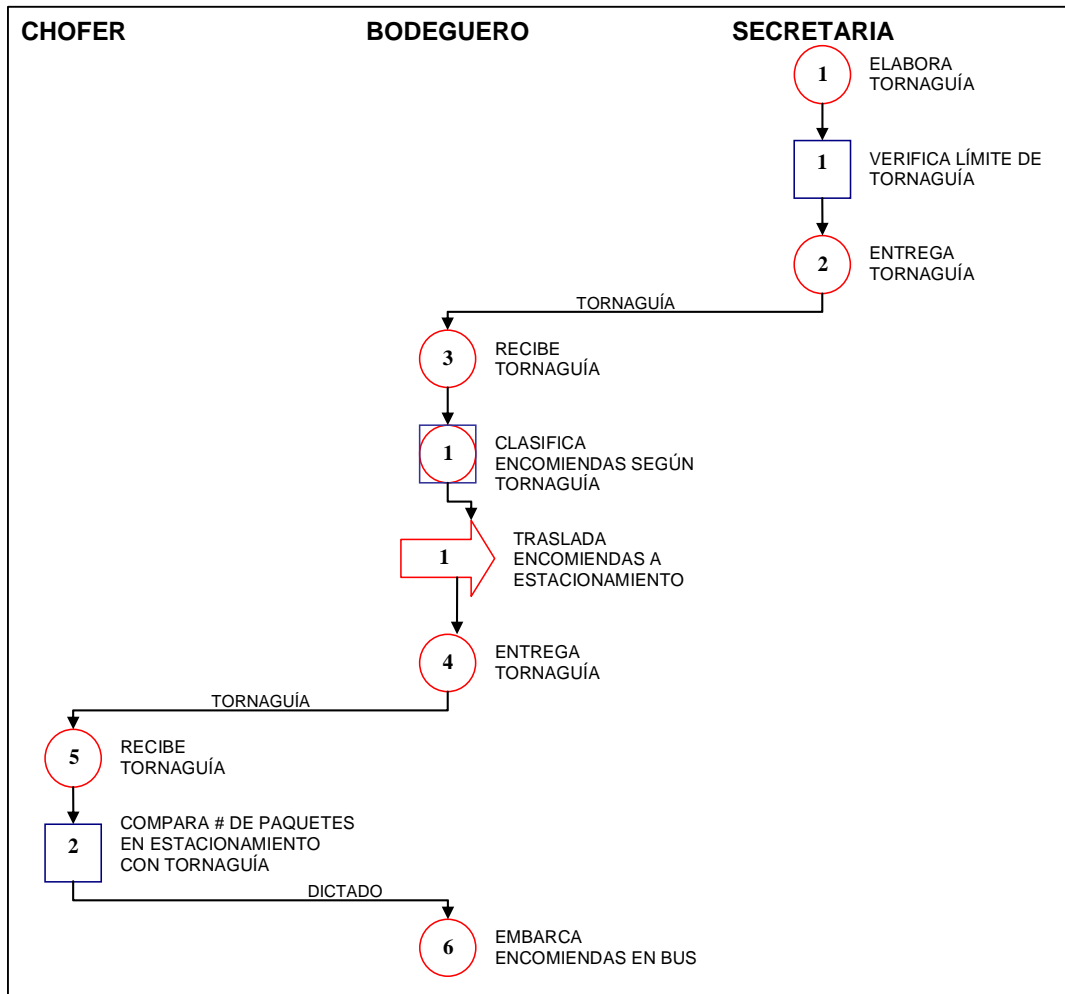 CHOFER
BODEGUERO
SECRETARIA
1
ELABORA
TORNAGUÍA
1
VERIFICA LÍMITE DE
TORNAGUÍA
2
ENTREGA
TORNAGUÍA
TORNAGUÍA
3
RECIBE
TORNAGUÍA
1
CLASIFICA
ENCOMIENDAS SEGÚN
TORNAGUÍA
1
TRASLADA
ENCOMIENDAS A
ESTACIONAMIENTO
4
ENTREGA
TORNAGUÍA
TORNAGUÍA
5
RECIBE
TORNAGUÍA
2
COMPARA # DE PAQUETES
EN ESTACIONAMIENTO
CON TORNAGUÍA
DICTADO
6
EMBARCA
ENCOMIENDAS EN BUS